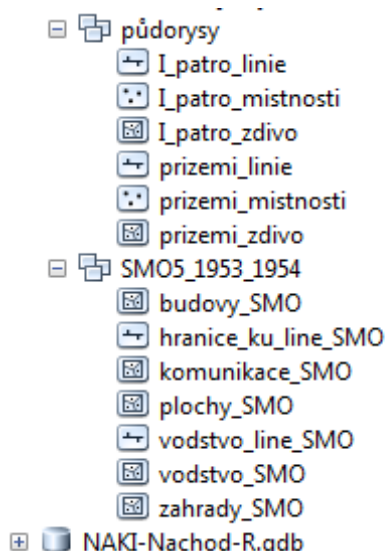 půdorysy
I_patro_linie
I_patro_mistnosti
I_patro_zdivo
prizemi_linie
prizemi_mistnosti
prizemi_zdivo
SMO5_1953_1954
budovy_SMO
hranice_ku_line_SMO
komunikace_SMO
plochy_SMO
vodstvo_line_SMO
vodstvo_SMO
zahrady_SMO
NAKI-Nachod-R.gdb